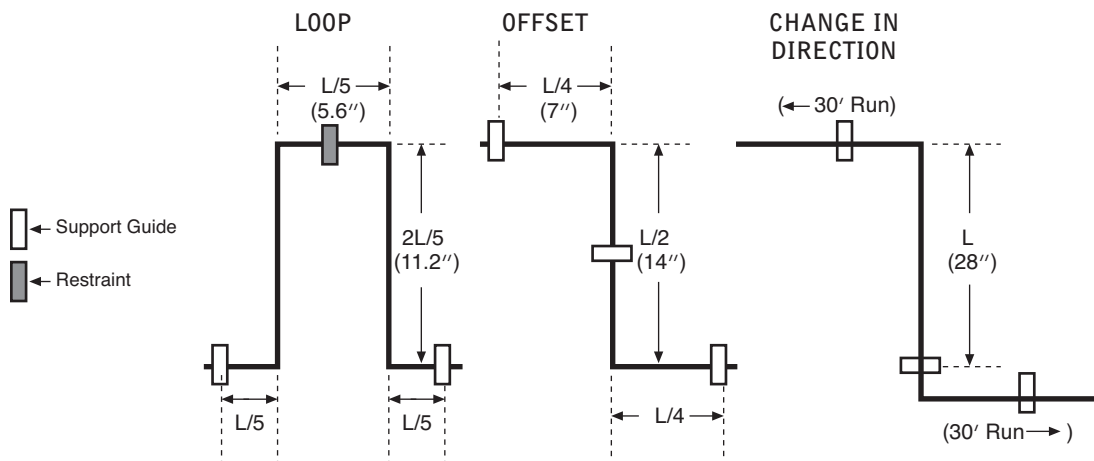 LOOP
L/5
(5.6″)
2L/5
(11.2″)
L/5
L/5
OFFSET
L/4
(7″)
L/2
(14″)
L/4
CHANGE IN
DIRECTION
(← 30′ Run)
L
(28″)
(30′ Run→ )
← Support Guide
← Restraint